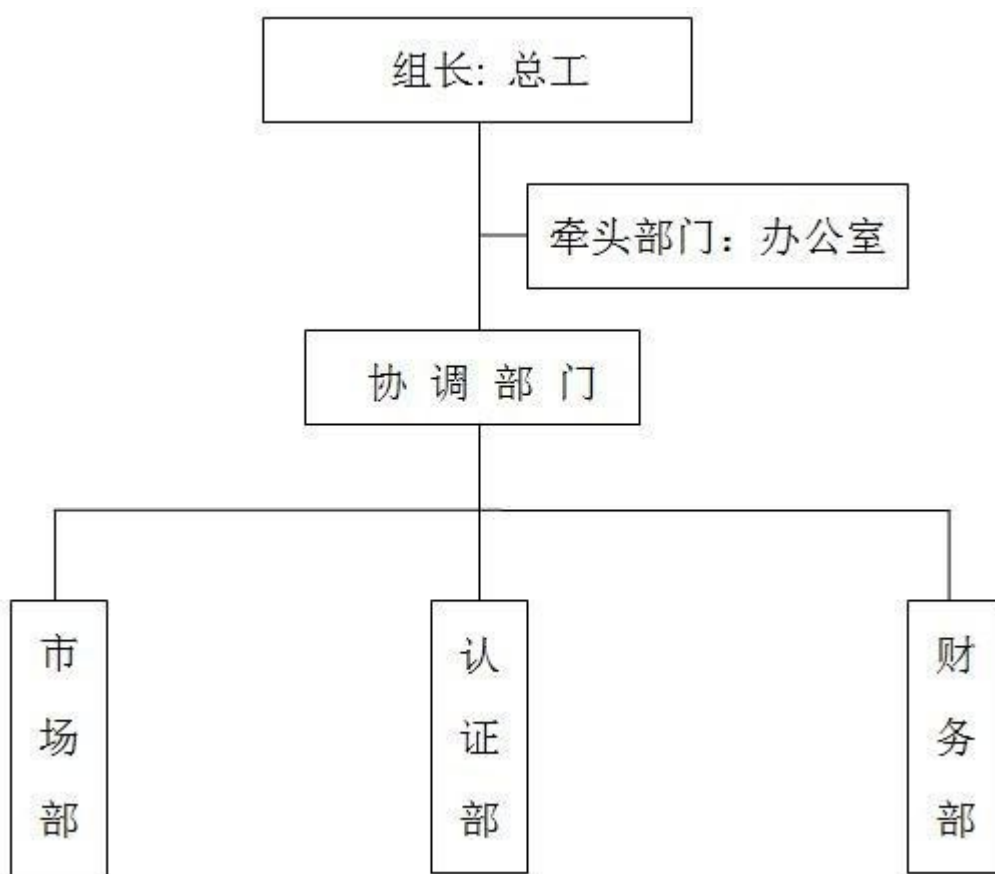 组长: 总工
牵头部门：办公室
协 调 部 门
市场部
认证部
财务部